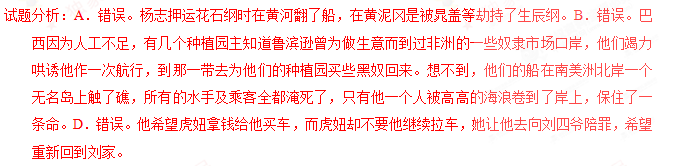 试题分析：A．错误。杨志押运花石纲时在黄河翻了船，在黄泥冈是被晁盖等劫持了生辰纲。B．错误。巴
西因为人工不足，有几个种植园主知道鲁滨逊曾为做生意而到过非洲的一些奴隶市场口岸，他们竭力
哄诱他作一次航行，到那一带去为他们的种植园买些黑奴回来。想不到，他们的船在南美洲北岸一个
无名岛上触了礁，所有的水手及乘客全都淹死了，只有他一个人被高高的海浪卷到了岸上，保住了一
条命。D．错误。他希望虎妞拿钱给他买车，而虎妞却不要他继续拉车，她让他去向刘四爷陪罪，希望
重新回到刘家。